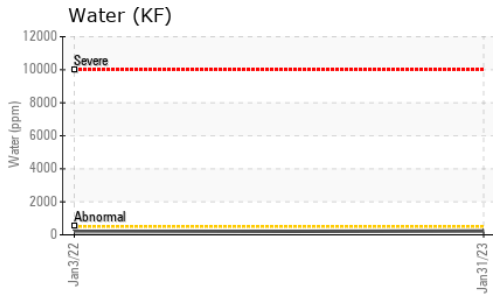 Water (KF)
12000
10000
8000
6000
4000
2000
0
Water (ppm)
Severe
Abnormal
Jan3/22
Jan31/23